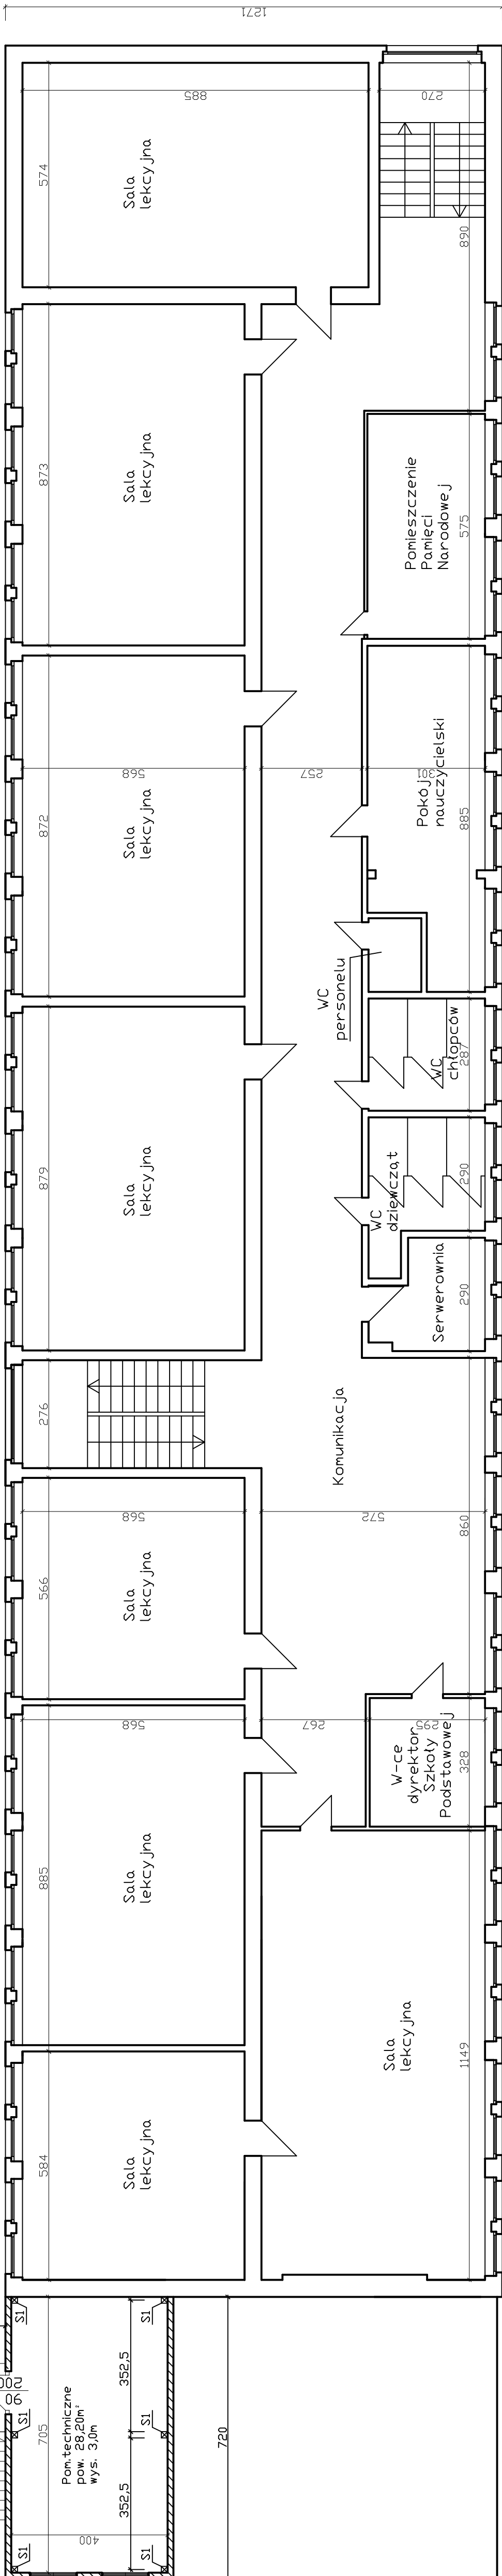 1271
885
270
574
Sala
lekcyjna
890
873
Sala
lekcyjna
Pomieszczenie
Pamięci
Narodowej
575
568
257
301
872
Sala
lekcyjna
Pokój
nauczycielski
885
WC
personelu
WC
chłopców
287
879
Sala
lekcyjna
WC
dziewcząt
290
Serwerownia
290
276
Komunikacja
568
572
860
566
Sala
lekcyjna
568
267
295
W-ce
dyrektor
Szkoły
Podstawowej
328
885
Sala
lekcyjna
Sala
lekcyjna
1149
584
Sala
lekcyjna
S1
S1
352,5
90
200
S1
S1
705
Pom.techniczne
pow. 28,20m²
wys. 3,0m
720
352,5
400
S1
S1